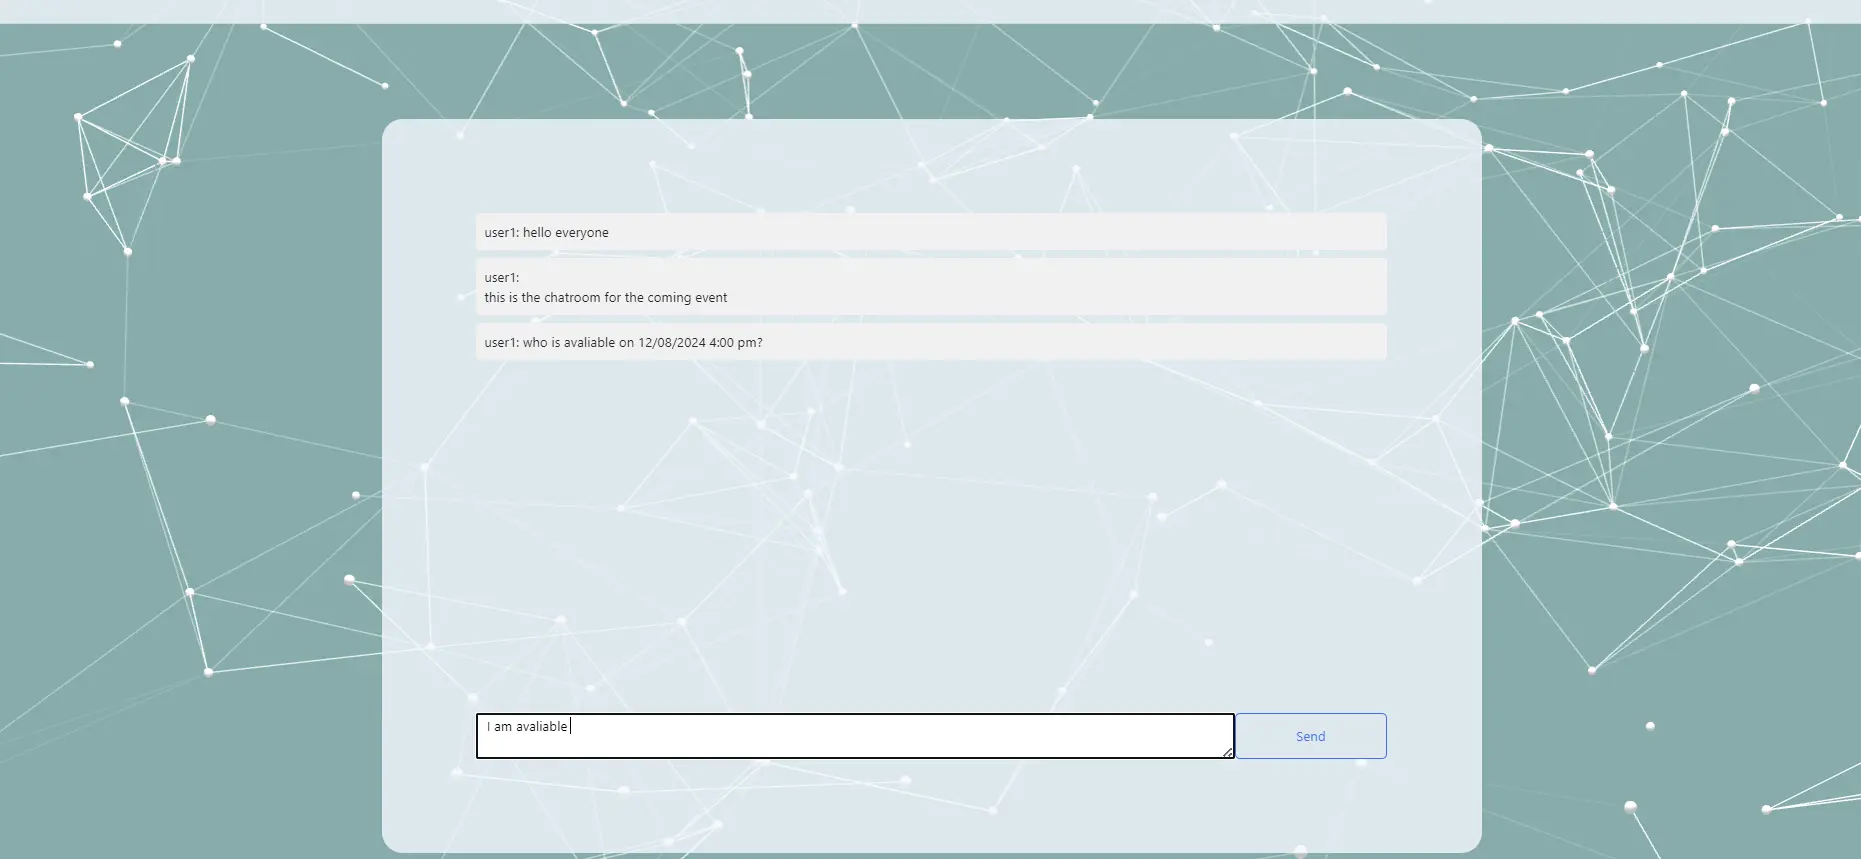 user1: hello everyone
user1:
this is the chatroom for the coming event
user1: who is avaliable on 12/08/2024 4:00 pm?
I am avaliable
Send